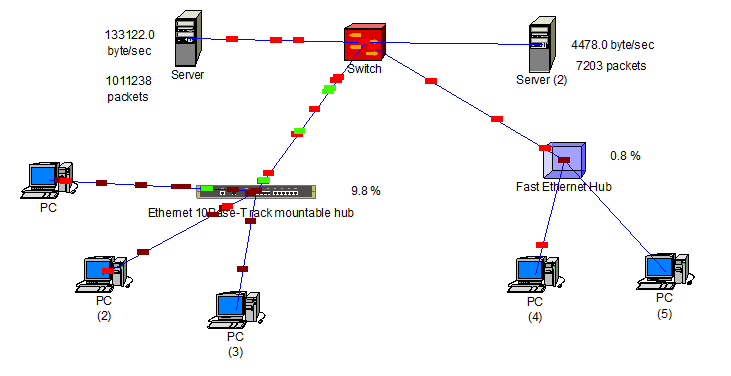 133122.0
byte/sec
1011238
packets
Server
Switch
4478.0 byte/sec
7203 packets
Server (2)
0.8 %
Fast Ethernet Hub
9.8 %
Ethernet 10Base-T rack mountable hub
PC
PC
(2)
PC
(3)
PC
(4)
PC
(5)